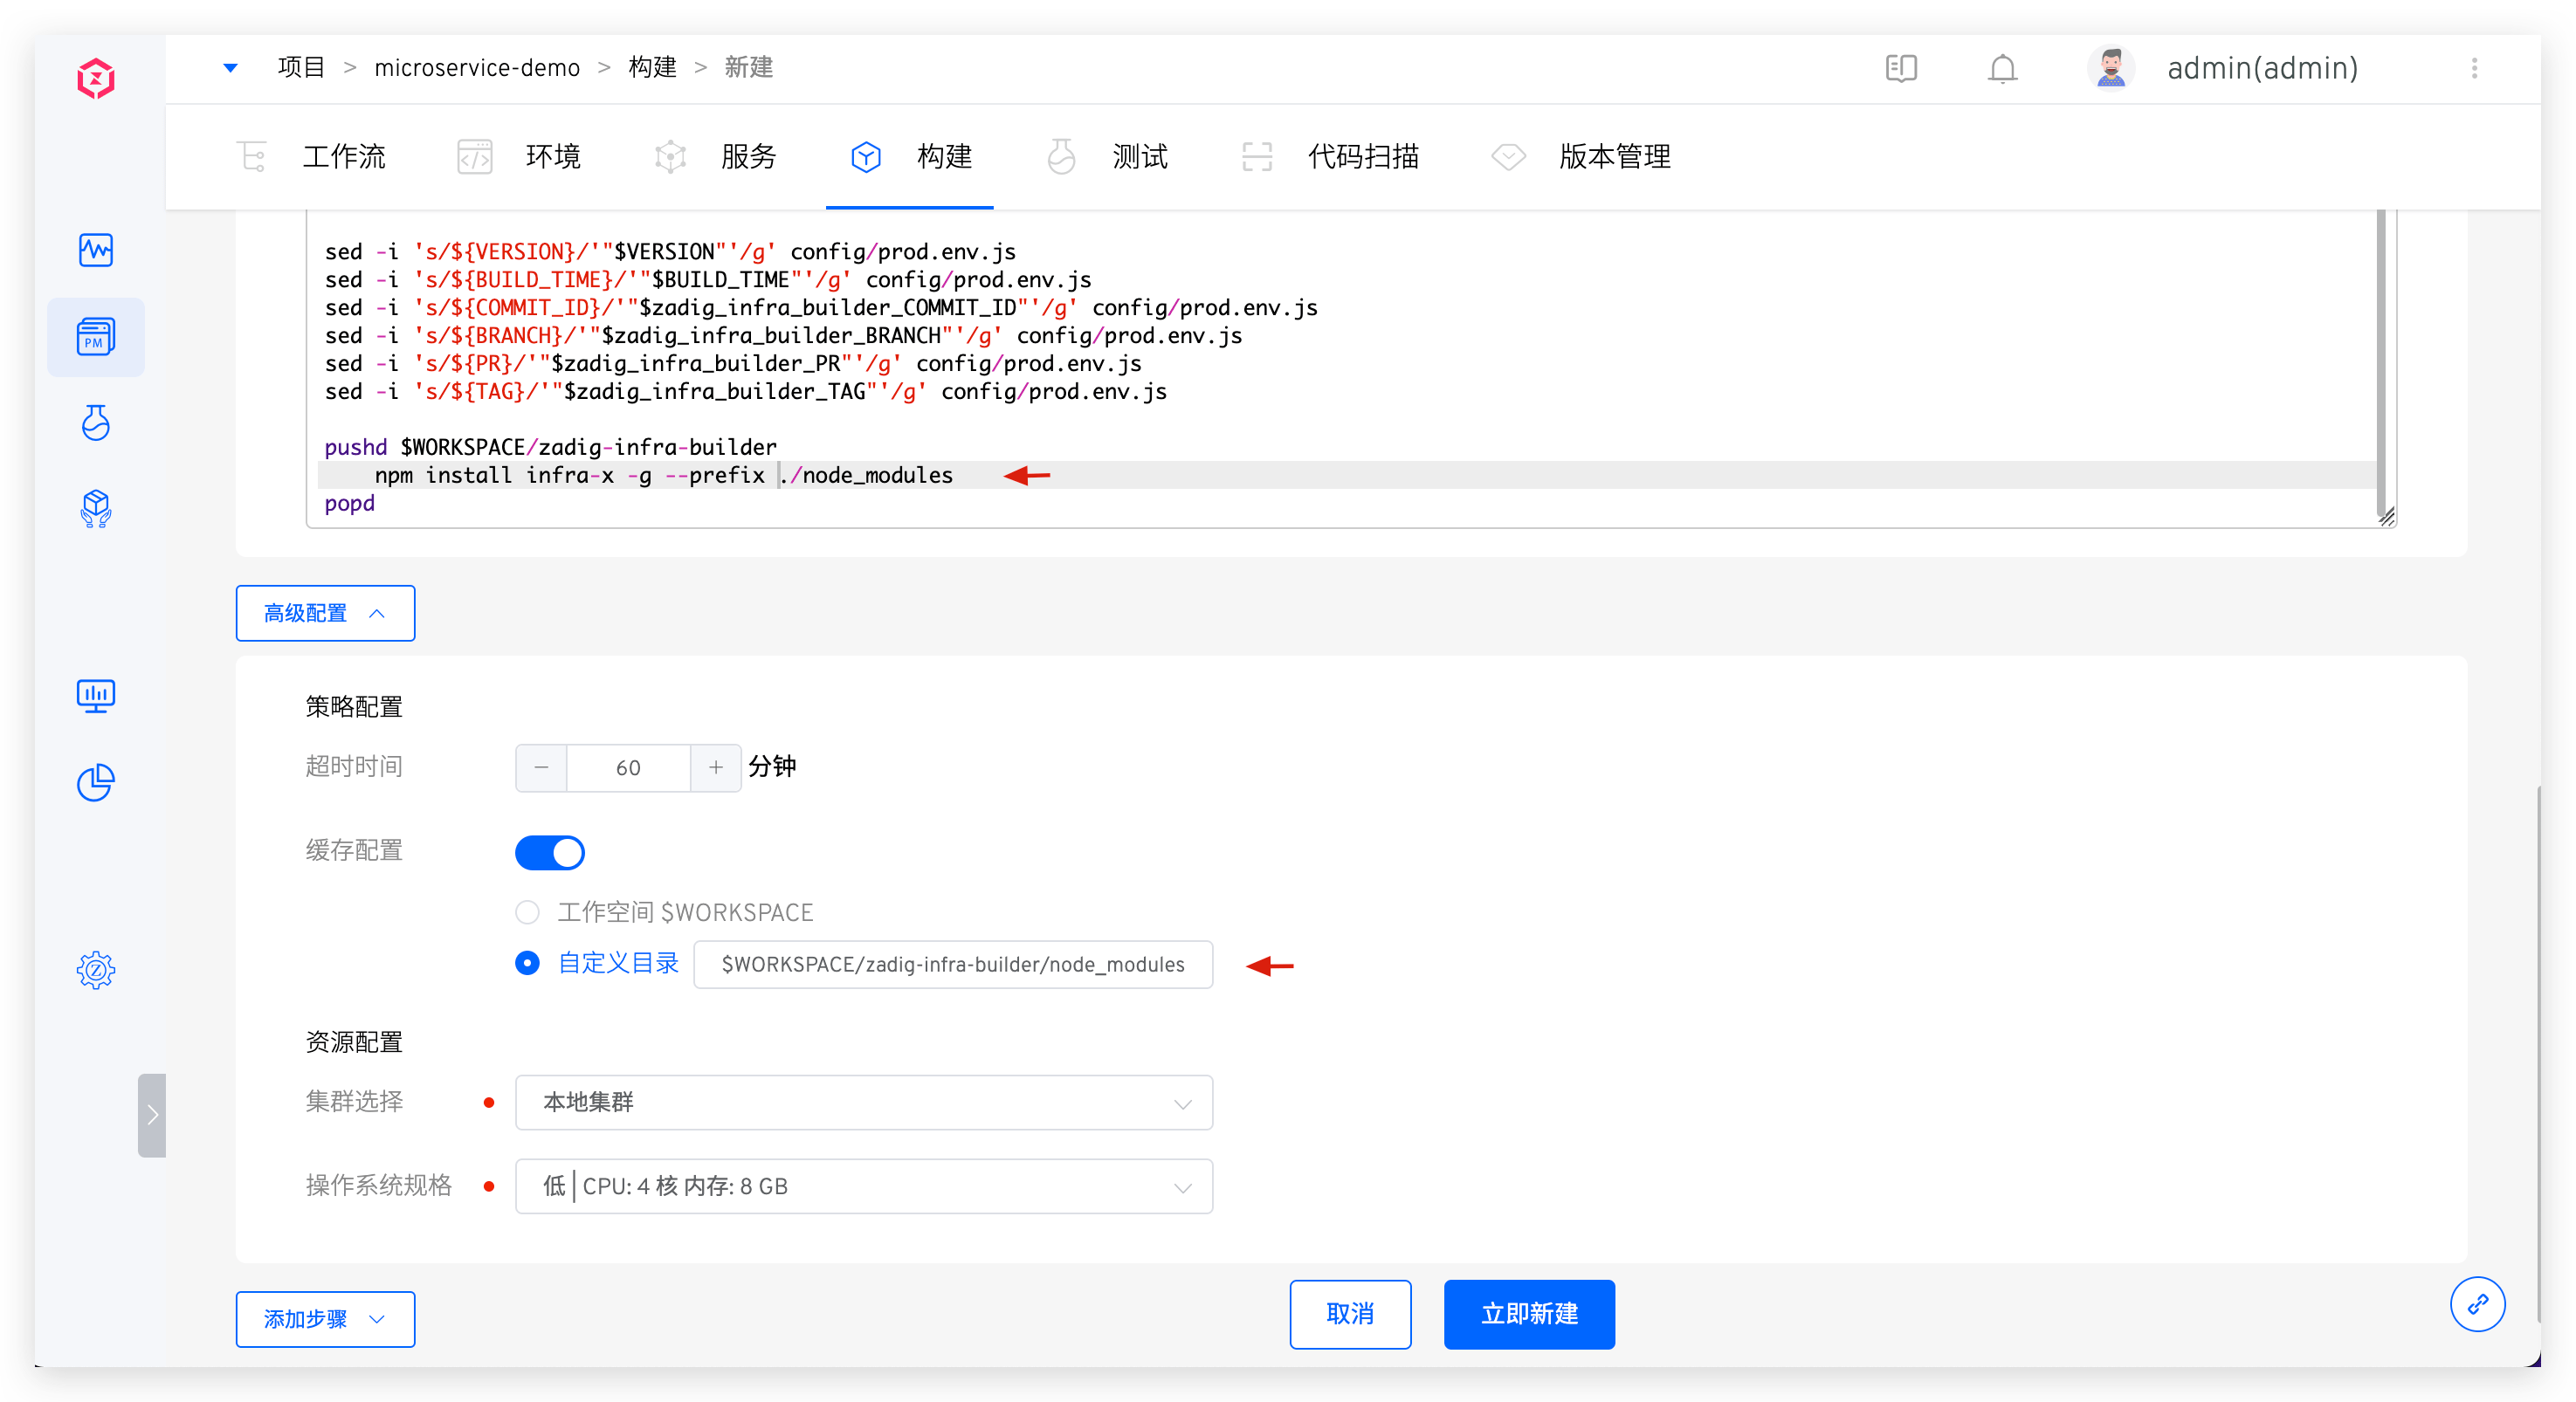 项目 > microservice-demo > 构建 > 新建
admin(admin)
工作流 环境 服务 构建 测试 代码扫描 版本管理
PM
sed -i 's/${VERSION}/'"$VERSION"'/g' config/prod.env.js
sed -i 's/${BUILD_TIME}/'"$BUILD_TIME"'/g' config/prod.env.js
sed -i 's/${COMMIT_ID}/'"$zadig_infra_builder_COMMIT_ID"'/g' config/prod.env.js
sed -i 's/${BRANCH}/'"$zadig_infra_builder_BRANCH"'/g' config/prod.env.js
sed -i 's/${PR}/'"$zadig_infra_builder_PR"'/g' config/prod.env.js
sed -i 's/${TAG}/'"$zadig_infra_builder_TAG"'/g' config/prod.env.js
pushd $WORKSPACE/zadig-infra-builder
npm install infra-x -g --prefix ./node_modules
popd
高级配置
策略配置
超时时间 − 60 + 分钟
缓存配置
工作空间 $WORKSPACE
自定义目录 $WORKSPACE/zadig-infra-builder/node_modules
资源配置
集群选择 本地集群
操作系统规格 低 | CPU: 4 核 内存: 8 GB
添加步骤 取消 立即新建